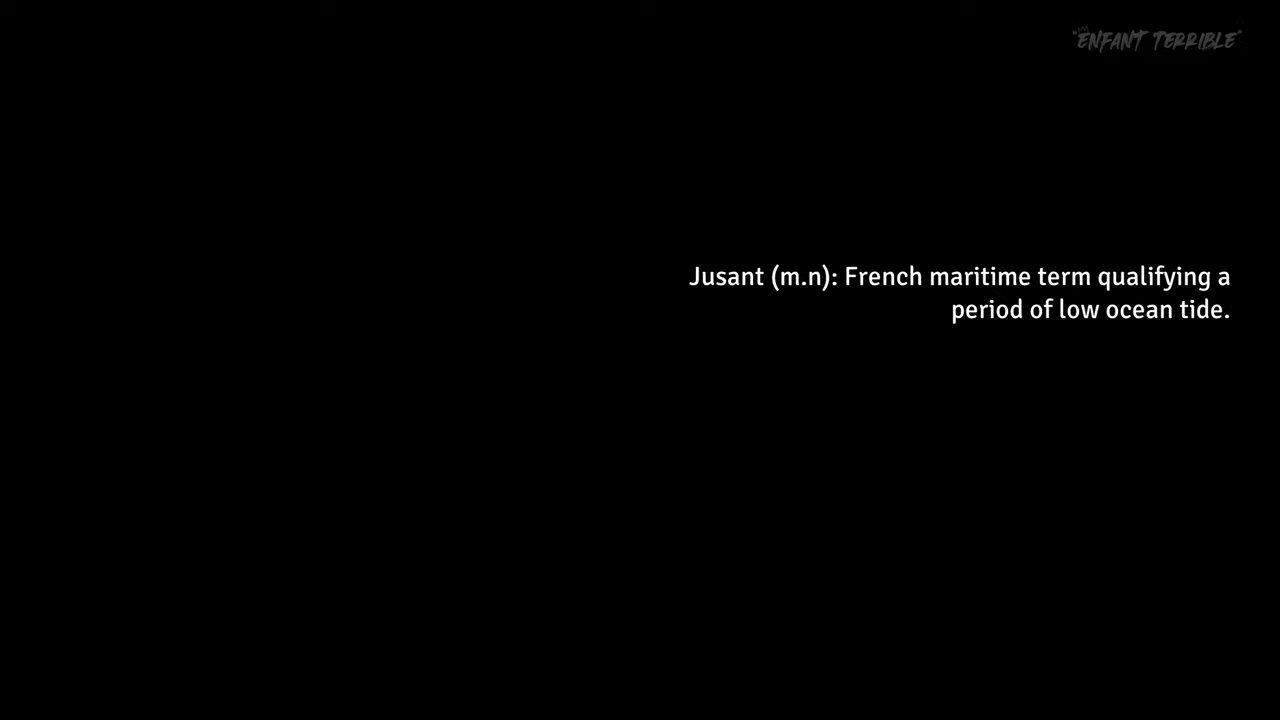 "ENFANT TERRIBLE"
Jusant (m.n): French maritime term qualifying a
period of low ocean tide.